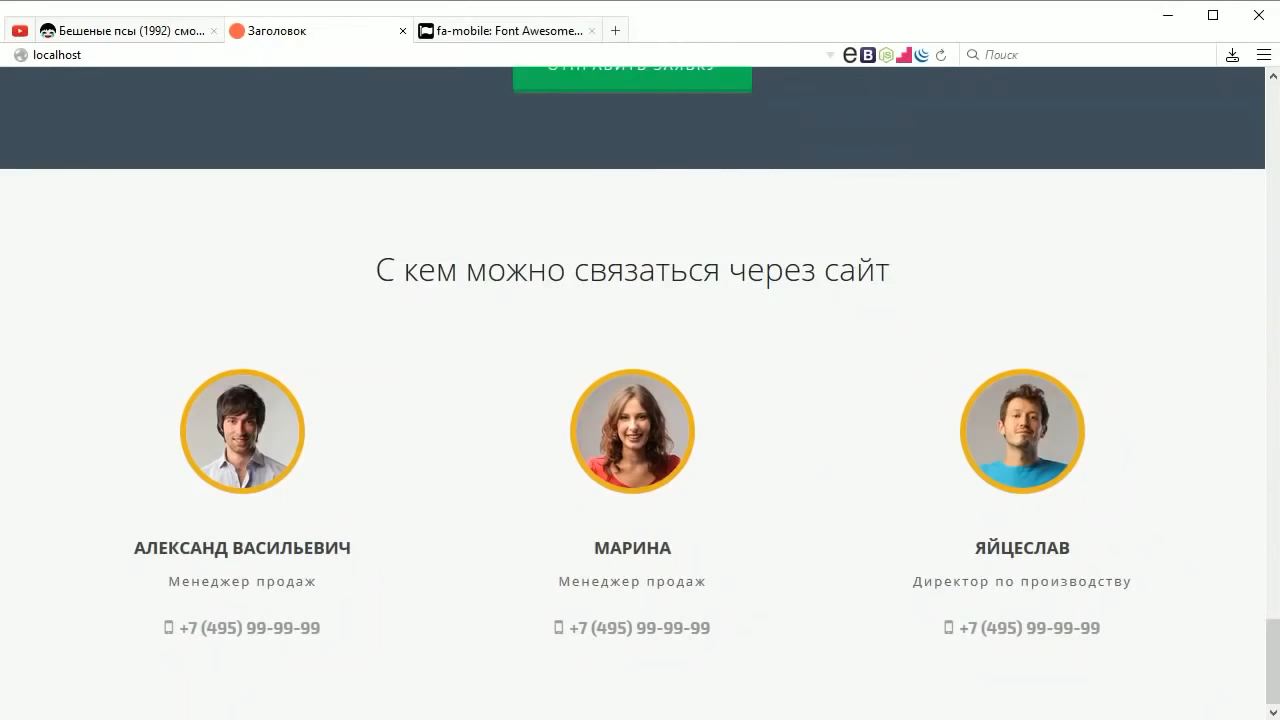 Бешеные псы (1992) смо...
Заголовок
fa-mobile: Font Awesome...
localhost
Поиск
ОТПРАВИТЬ ЗАЯВКУ
С кем можно связаться через сайт
АЛЕКСАНД ВАСИЛЬЕВИЧ
Менеджер продаж
+7 (495) 99-99-99
МАРИНА
Менеджер продаж
+7 (495) 99-99-99
ЯЙЦЕСЛАВ
Директор по производству
+7 (495) 99-99-99